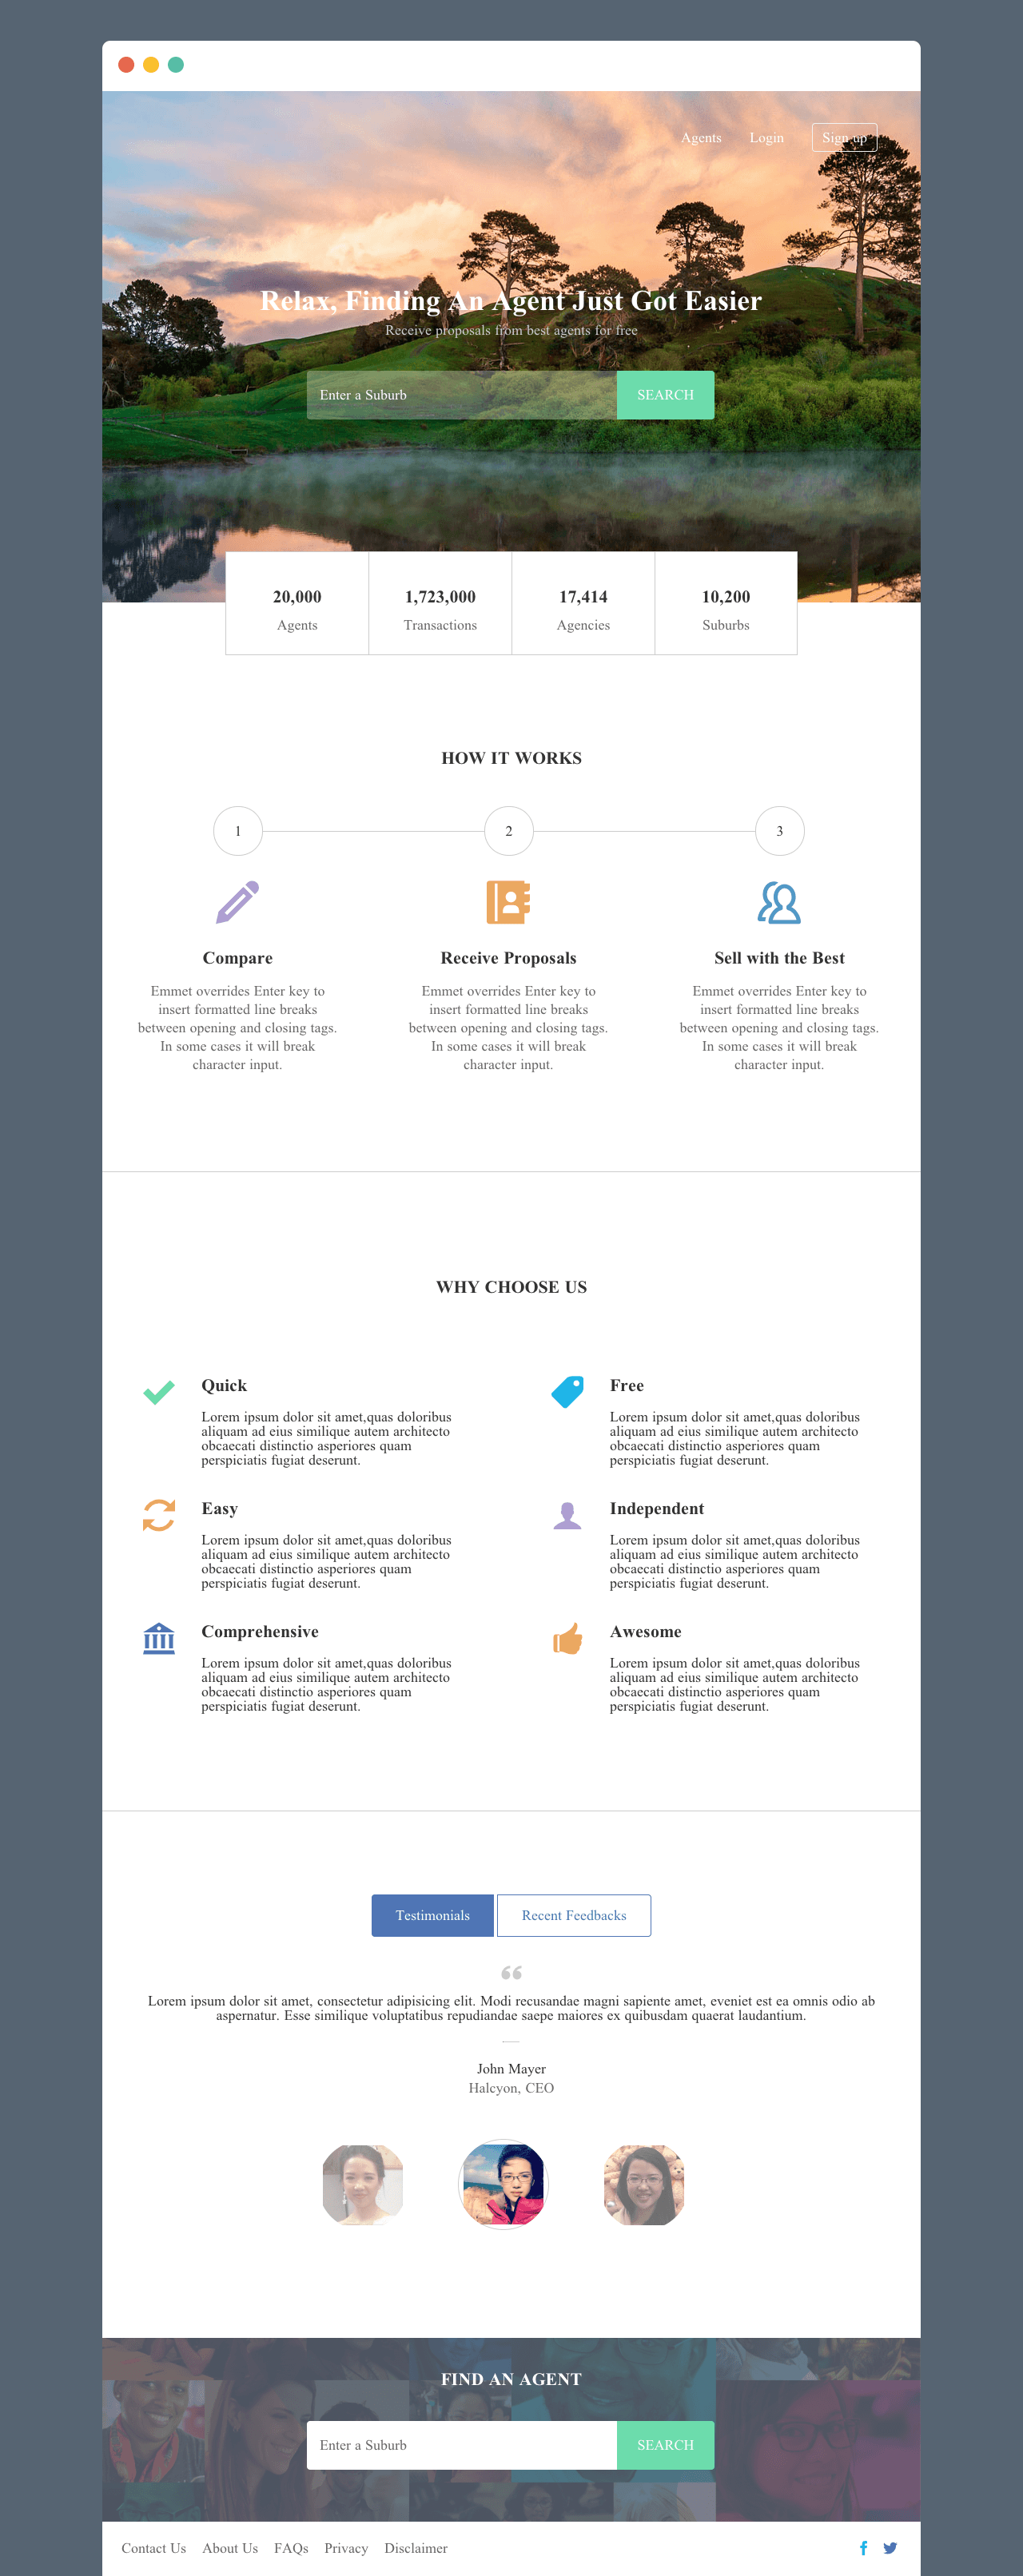 Agents Login Sign up
Relax, Finding An Agent Just Got Easier
Receive proposals from best agents for free
Enter a Suburb SEARCH
20,000 1,723,000 17,414 10,200
Agents Transactions Agencies Suburbs
HOW IT WORKS
1 2 3
Compare
Emmet overrides Enter key to
insert formatted line breaks
between opening and closing tags.
In some cases it will break
character input.
Receive Proposals
Emmet overrides Enter key to
insert formatted line breaks
between opening and closing tags.
In some cases it will break
character input.
Sell with the Best
Emmet overrides Enter key to
insert formatted line breaks
between opening and closing tags.
In some cases it will break
character input.
WHY CHOOSE US
Quick
Lorem ipsum dolor sit amet,quas doloribus
aliquam ad eius similique autem architecto
obcaecati distinctio asperiores quam
perspiciatis fugiat deserunt.
Free
Lorem ipsum dolor sit amet,quas doloribus
aliquam ad eius similique autem architecto
obcaecati distinctio asperiores quam
perspiciatis fugiat deserunt.
Easy
Lorem ipsum dolor sit amet,quas doloribus
aliquam ad eius similique autem architecto
obcaecati distinctio asperiores quam
perspiciatis fugiat deserunt.
Independent
Lorem ipsum dolor sit amet,quas doloribus
aliquam ad eius similique autem architecto
obcaecati distinctio asperiores quam
perspiciatis fugiat deserunt.
Comprehensive
Lorem ipsum dolor sit amet,quas doloribus
aliquam ad eius similique autem architecto
obcaecati distinctio asperiores quam
perspiciatis fugiat deserunt.
Awesome
Lorem ipsum dolor sit amet,quas doloribus
aliquam ad eius similique autem architecto
obcaecati distinctio asperiores quam
perspiciatis fugiat deserunt.
Testimonials Recent Feedbacks
“
Lorem ipsum dolor sit amet, consectetur adipisicing elit. Modi recusandae magni sapiente amet, eveniet est ea omnis odio ab
aspernatur. Esse similique voluptatibus repudiandae saepe maiores ex quibusdam quaerat laudantium.
John Mayer
Halcyon, CEO
FIND AN AGENT
Enter a Suburb SEARCH
Contact Us About Us FAQs Privacy Disclaimer